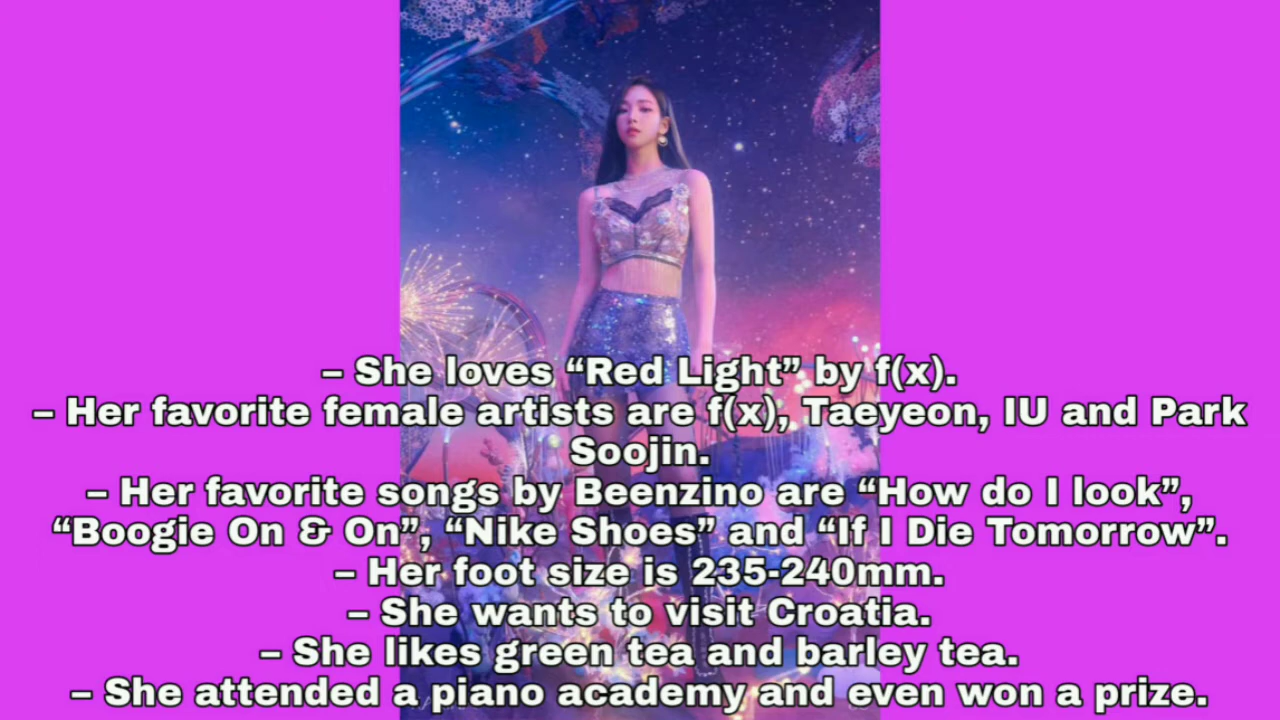 – She loves “Red Light” by f(x).
– Her favorite female artists are f(x), Taeyeon, IU and Park
Soojin.
– Her favorite songs by Beenzino are “How do I look”,
“Boogie On & On”, “Nike Shoes” and “If I Die Tomorrow”.
– Her foot size is 235-240mm.
– She wants to visit Croatia.
– She likes green tea and barley tea.
– She attended a piano academy and even won a prize.